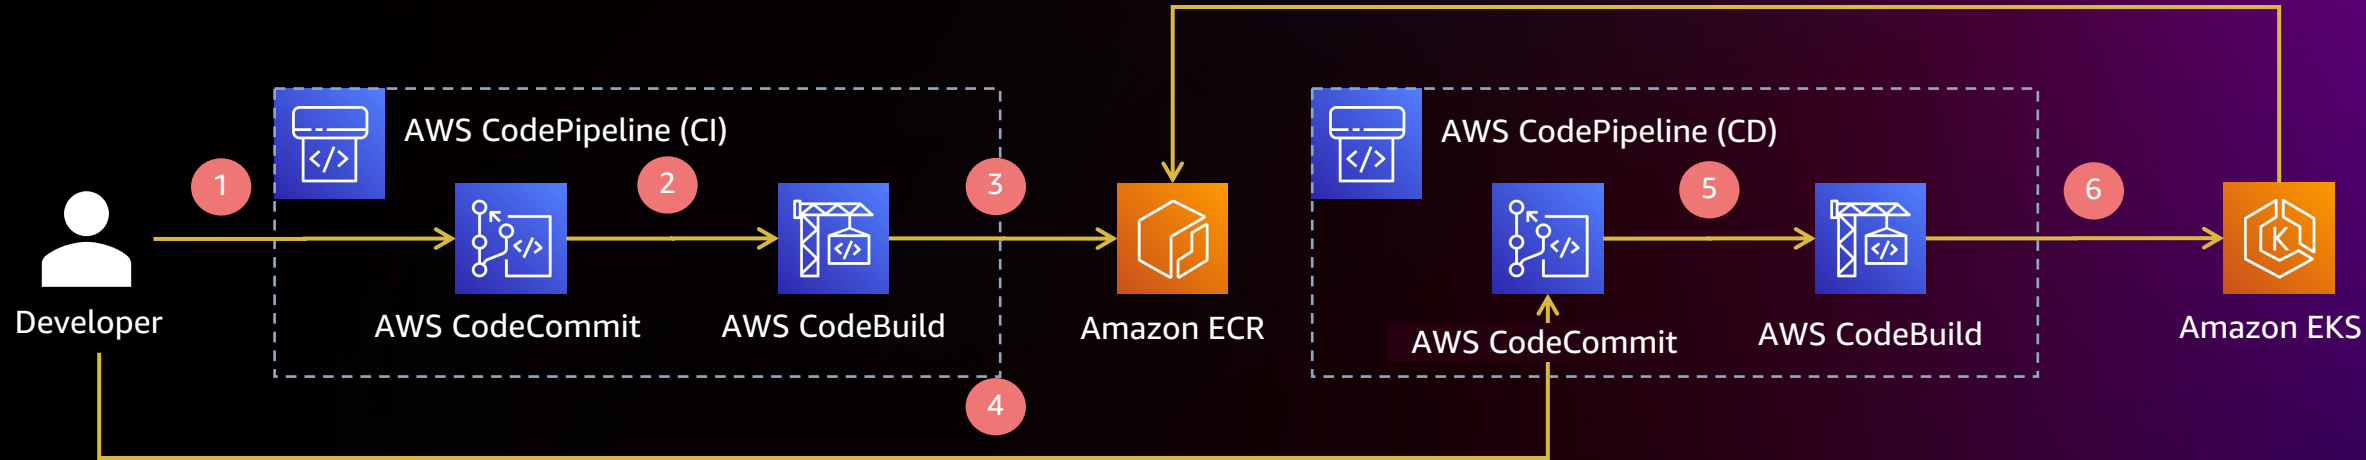 AWS CodePipeline (CI)
AWS CodePipeline (CD)
1
2
3
5
6
</>
</>
</>
</>
</>
</>
K
Developer
AWS CodeCommit
AWS CodeBuild
Amazon ECR
AWS CodeCommit
AWS CodeBuild
Amazon EKS
4